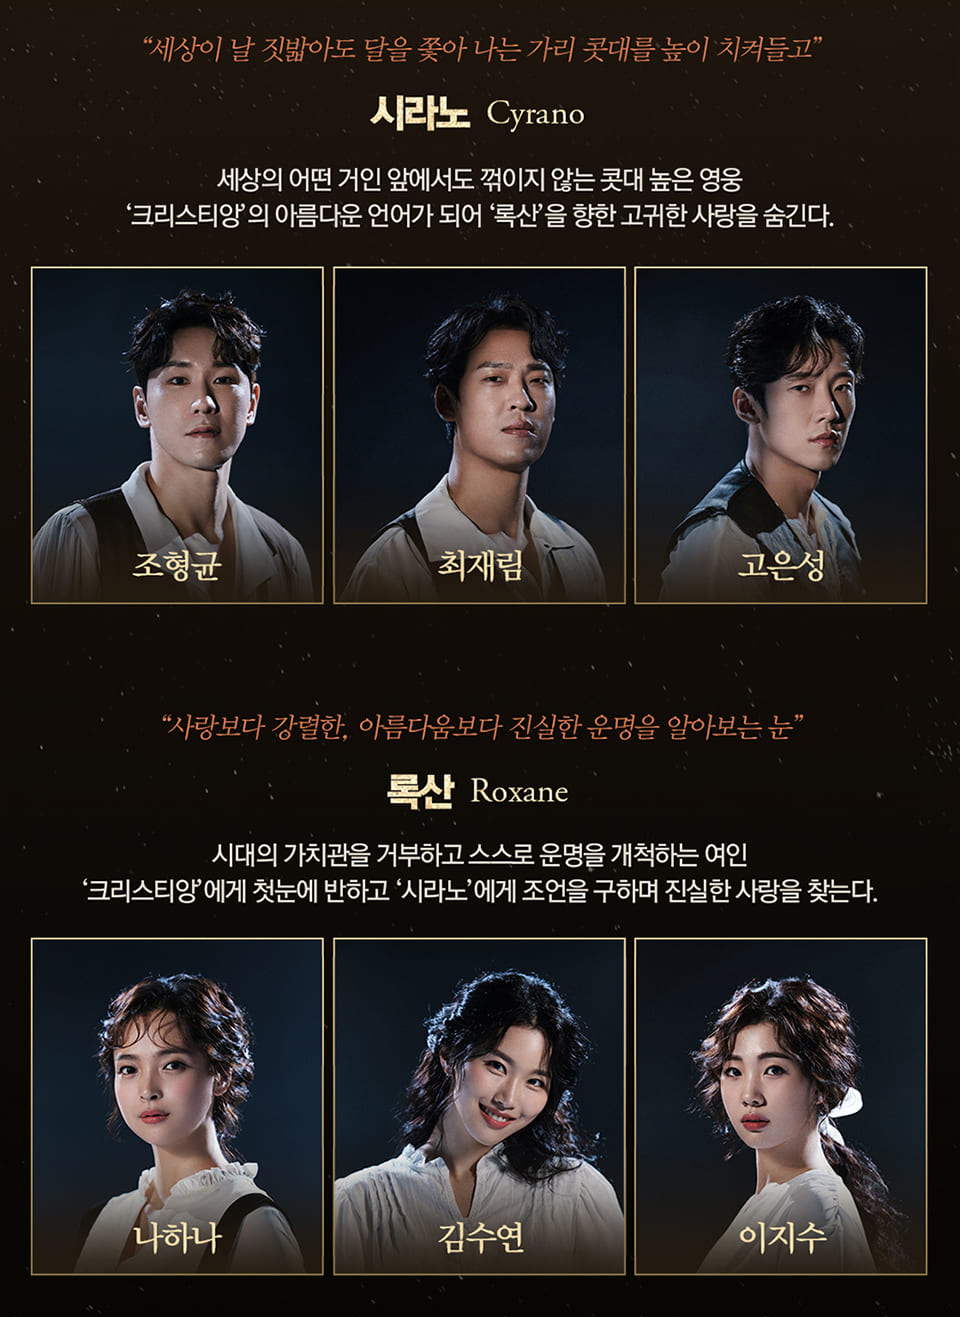 “세상이 날 짓밟아도 달을 쫓아 나는 가리 콧대를 높이 치켜들고”
시라노 Cyrano
세상의 어떤 거인 앞에서도 꺾이지 않는 콧대 높은 영웅
‘크리스티앙’의 아름다운 언어가 되어 ‘록산’을 향한 고귀한 사랑을 숨긴다.
조형균
최재림
고은성
“사랑보다 강렬한, 아름다움보다 진실한 운명을 알아보는 눈”
록산 Roxane
시대의 가치관을 거부하고 스스로 운명을 개척하는 여인
‘크리스티앙’에게 첫눈에 반하고 ‘시라노’에게 조언을 구하며 진실한 사랑을 찾는다.
나하나
김수연
이지수